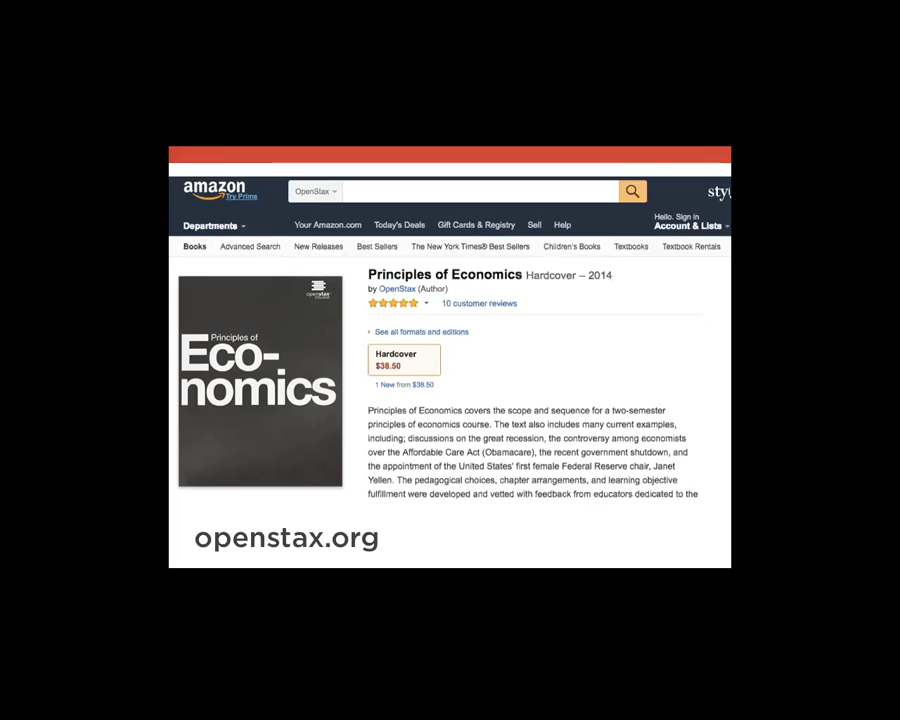 amazon
Try Prime
OpenStax
Hello. Sign in
Departments
Your Amazon.com Today's Deals Gift Cards & Registry Sell Help
Account & Lists
Books Advanced Search New Releases Best Sellers The New York Times® Best Sellers Children's Books Textbooks Textbook Rentals
openstax
COLLEGE
Principles of
Eco-
nomics
Principles of Economics Hardcover – 2014
by OpenStax (Author)
10 customer reviews
See all formats and editions
Hardcover
$38.50
1 New from $38.50
Principles of Economics covers the scope and sequence for a two-semester
principles of economics course. The text also includes many current examples,
including; discussions on the great recession, the controversy among economists
over the Affordable Care Act (Obamacare), the recent government shutdown, and
the appointment of the United States' first female Federal Reserve chair, Janet
Yellen. The pedagogical choices, chapter arrangements, and learning objective
fulfillment were developed and vetted with feedback from educators dedicated to the
openstax.org